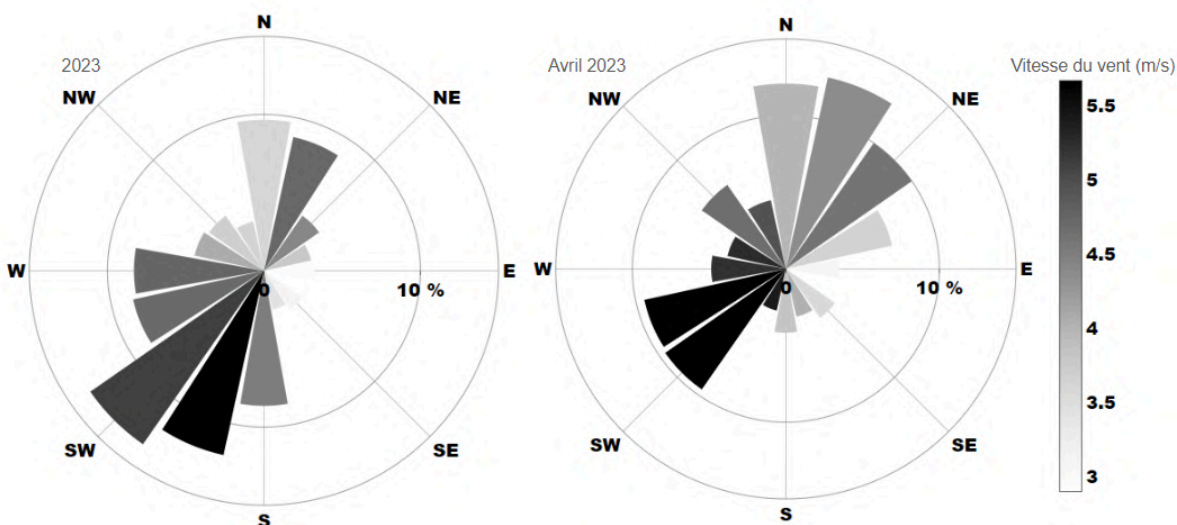 2023
N
NW
NE
W
0
10 %
E
SW
SE
S
Avril 2023
N
NW
NE
W
0
10 %
E
SW
SE
S
Vitesse du vent (m/s)
5.5
5
4.5
4
3.5
3